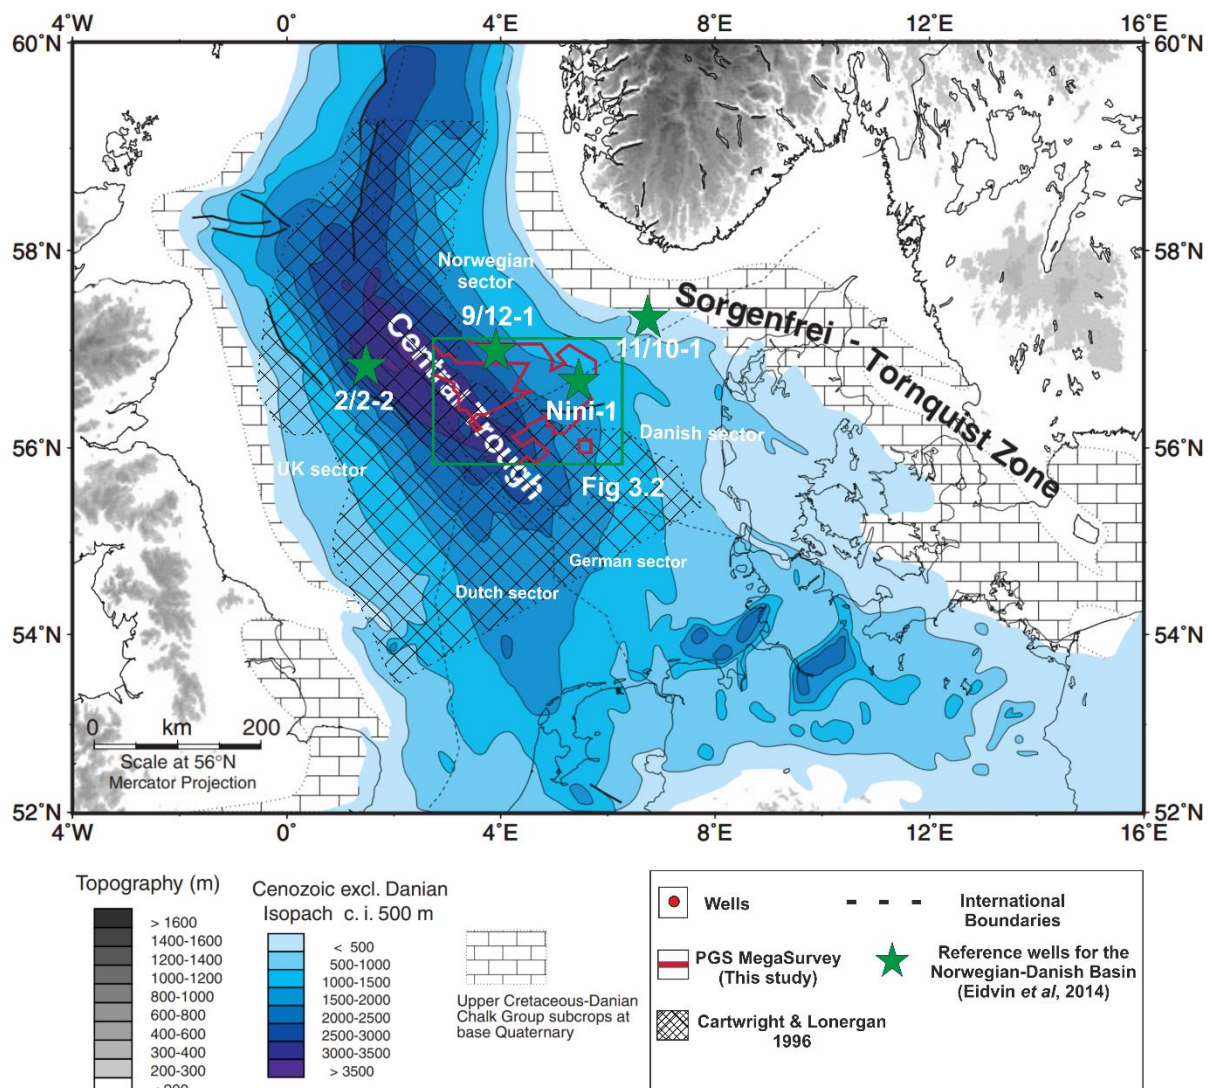 4°W 0° 4°E 8°E 12°E 16°E
60°N 60°N
58°N 58°N
Norwegian
sector
9/12-1
Sorgenfrei - Tornquist Zone
11/10-1
Central Trough
2/2-2
Nini-1
56°N 56°N
Danish sector
UK sector
Fig 3.2
German sector
Dutch sector
54°N 54°N
0 km 200
Scale at 56°N
Mercator Projection
52°N 52°N
4°W 0° 4°E 8°E 12°E 16°E
Topography (m)
> 1600
1400-1600
1200-1400
1000-1200
800-1000
600-800
400-600
300-400
200-300
Cenozoic excl. Danian
Isopach c. i. 500 m
< 500
500-1000
1000-1500
1500-2000
2000-2500
2500-3000
3000-3500
> 3500
Upper Cretaceous-Danian
Chalk Group subcrops at
base Quaternary
Wells
PGS MegaSurvey
(This study)
Cartwright & Lonergan
1996
International
Boundaries
Reference wells for the
Norwegian-Danish Basin
(Eidvin et al, 2014)